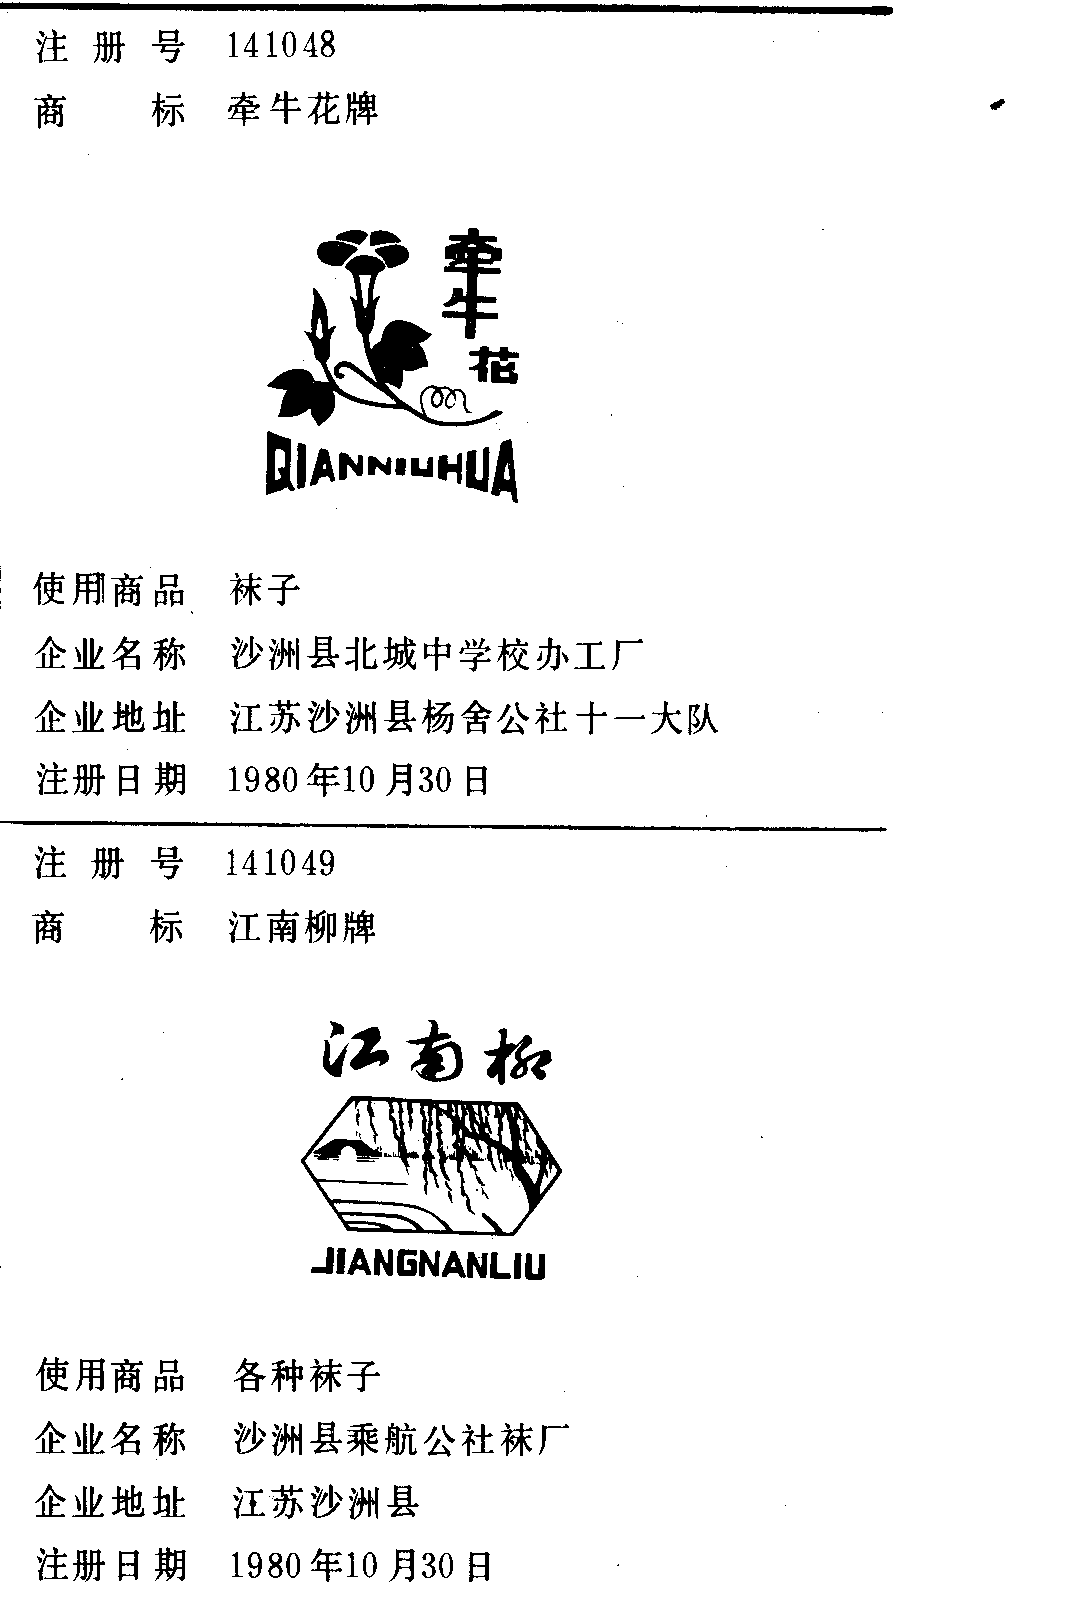 注册号 141048
商标 牵牛花牌
牵牛花
QIANNIUHUA
使用商品 袜子
企业名称 沙洲县北城中学校办工厂
企业地址 江苏沙洲县杨舍公社十一大队
注册日期 1980年10月30日
注册号 141049
商标 江南柳牌
江南柳
JIANGNANLIU
使用商品 各种袜子
企业名称 沙洲县乘航公社袜厂
企业地址 江苏沙洲县
注册日期 1980年10月30日